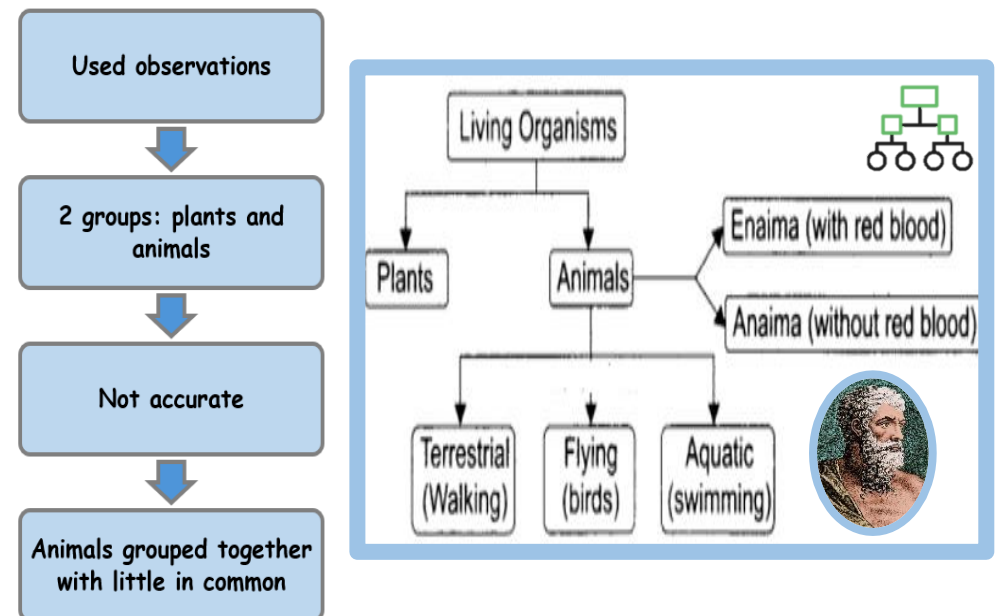 Used observations
2 groups: plants and
animals
Not accurate
Animals grouped together
with little in common
Living Organisms
Plants
Animals
Enaima (with red blood)
Anaima (without red blood)
Terrestrial
(Walking)
Flying
(birds)
Aquatic
(swimming)